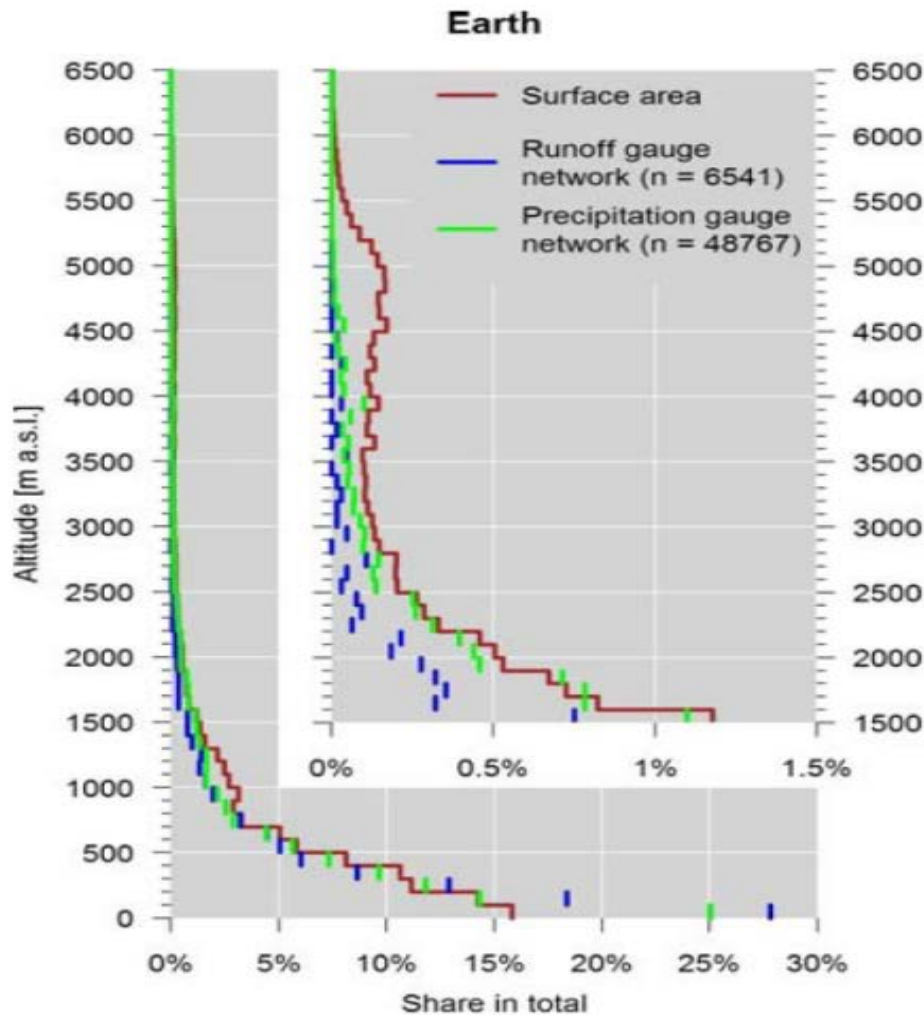 Earth
6500
6000
5500
5000
4500
4000
3500
3000
2500
2000
1500
1000
500
0
Altitude [m a.s.l.]
Surface area
Runoff gauge
network (n = 6541)
Precipitation gauge
network (n = 48767)
6500
6000
5500
5000
4500
4000
3500
3000
2500
2000
1500
0% 0.5% 1% 1.5%
0% 5% 10% 15% 20% 25% 30%
Share in total